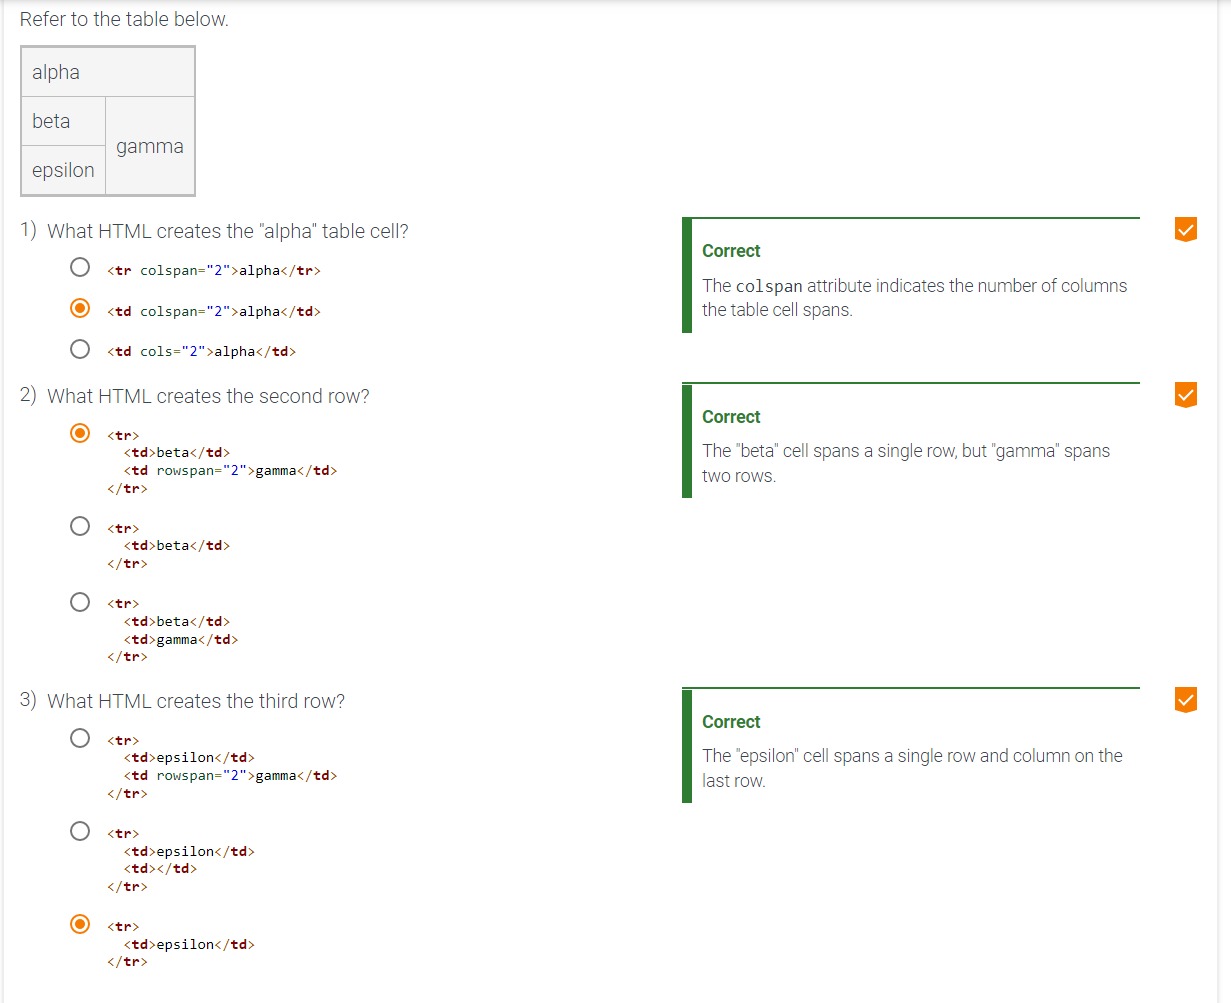 Refer to the table below.
alpha
beta
gamma
epsilon
1) What HTML creates the "alpha" table cell?
<tr colspan="2">alpha</tr>
<td colspan="2">alpha</td>
<td cols="2">alpha</td>
Correct
The colspan attribute indicates the number of columns
the table cell spans.
2) What HTML creates the second row?
<tr>
<td>beta</td>
<td rowspan="2">gamma</td>
</tr>
<tr>
<td>beta</td>
</tr>
<tr>
<td>beta</td>
<td>gamma</td>
</tr>
Correct
The "beta" cell spans a single row, but "gamma" spans
two rows.
3) What HTML creates the third row?
<tr>
<td>epsilon</td>
<td rowspan="2">gamma</td>
</tr>
<tr>
<td>epsilon</td>
<td></td>
</tr>
<tr>
<td>epsilon</td>
</tr>
Correct
The "epsilon" cell spans a single row and column on the
last row.